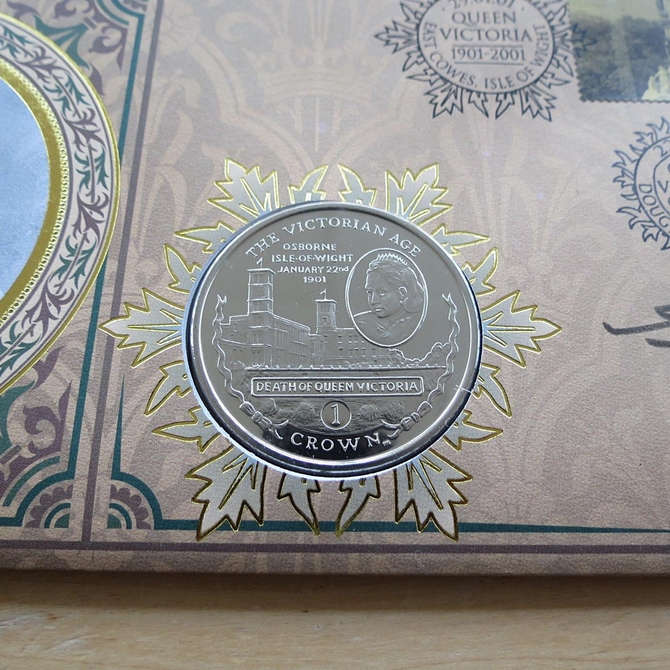 QUEEN
VICTORIA
1901-2001
EAST COWES, ISLE OF WIGHT
THE VICTORIAN AGE
OSBORNE
ISLE-OF-WIGHT
JANUARY 22nd
1901
DEATH OF QUEEN VICTORIA
1
CROWN